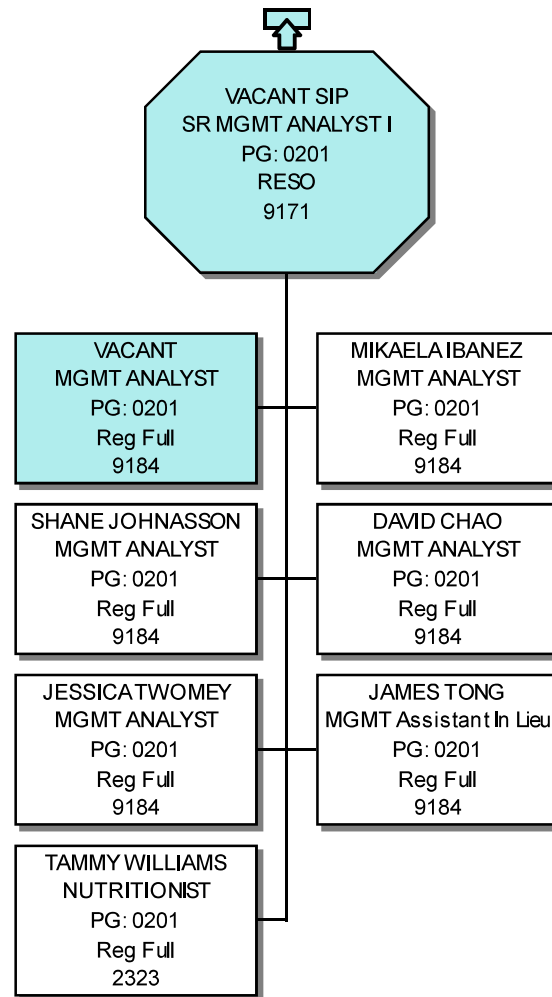 VACANT SIP
SR MGMT ANALYST I
PG: 0201
RESO
9171
VACANT
MGMT ANALYST
PG: 0201
Reg Full
9184
MIKAELA IBANEZ
MGMT ANALYST
PG: 0201
Reg Full
9184
SHANE JOHNASSON
MGMT ANALYST
PG: 0201
Reg Full
9184
DAVID CHAO
MGMT ANALYST
PG: 0201
Reg Full
9184
JESSICA TWOMEY
MGMT ANALYST
PG: 0201
Reg Full
9184
JAMES TONG
MGMT Assistant In Lieu
PG: 0201
Reg Full
9184
TAMMY WILLIAMS
NUTRITIONIST
PG: 0201
Reg Full
2323